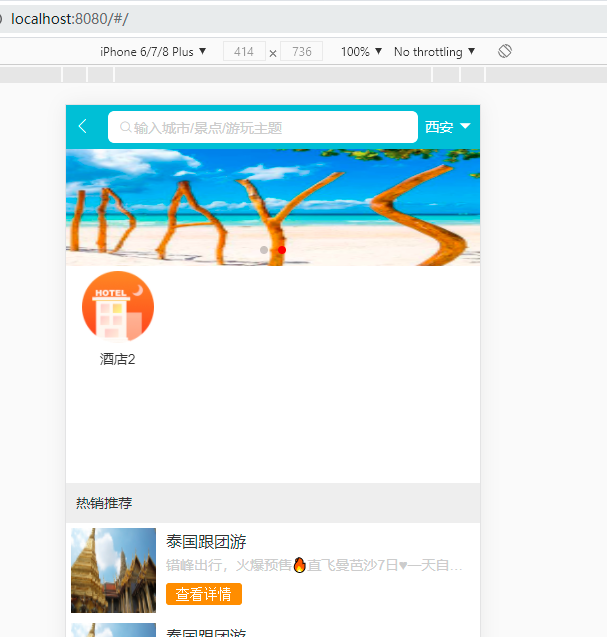 localhost:8080/#/
iPhone 6/7/8 Plus ▼ 414 × 736 100% ▼ No throttling ▼
输入城市/景点/游玩主题 西安
DAYS
HOTEL
酒店2
热销推荐
泰国跟团游
错峰出行，火爆预售🔥直飞曼芭沙7日♥一天自...
查看详情
泰国跟团游